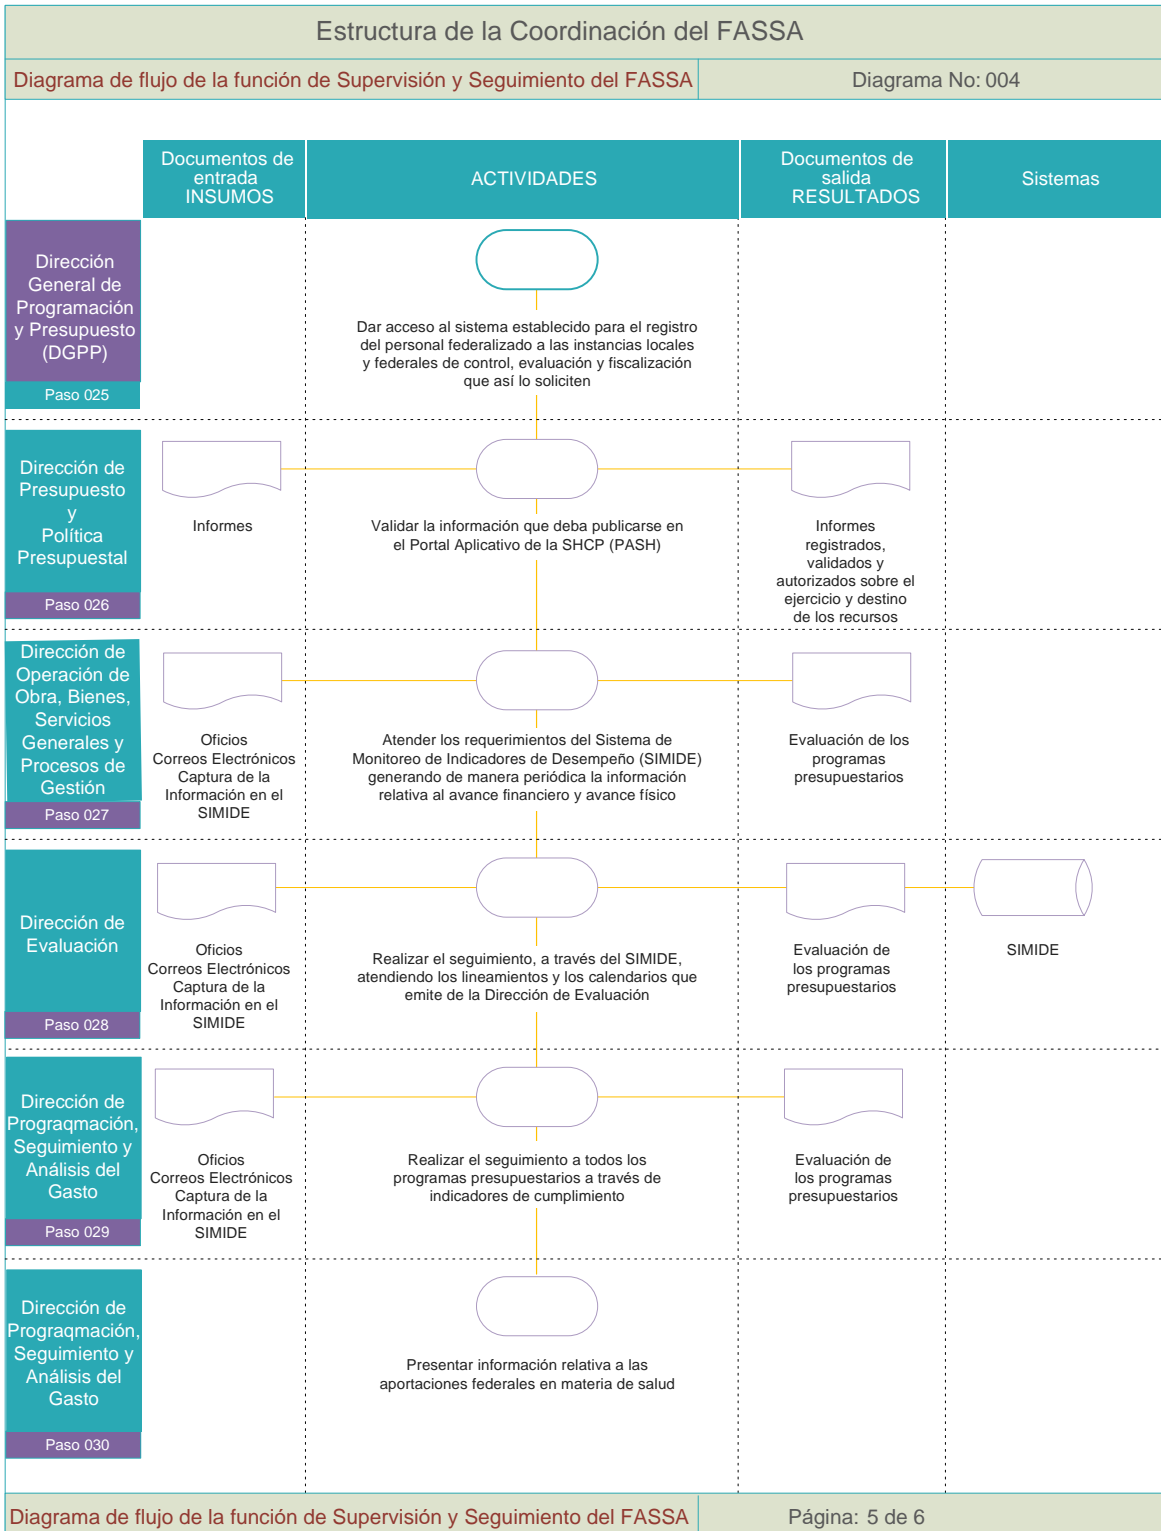 Estructura de la Coordinación del FASSA
Diagrama de flujo de la función de Supervisión y Seguimiento del FASSA
Diagrama No: 004
Documentos de
entrada
INSUMOS
ACTIVIDADES
Documentos de
salida
RESULTADOS
Sistemas
Dirección
General de
Programación
y Presupuesto
(DGPP)
Paso 025
Dar acceso al sistema establecido para el registro
del personal federalizado a las instancias locales
y federales de control, evaluación y fiscalización
que así lo soliciten
Dirección de
Presupuesto
y
Política
Presupuestal
Paso 026
Informes
Validar la información que deba publicarse en
el Portal Aplicativo de la SHCP (PASH)
Informes
registrados,
validados y
autorizados sobre el
ejercicio y destino
de los recursos
Dirección de
Operación de
Obra, Bienes,
Servicios
Generales y
Procesos de
Gestión
Paso 027
Oficios
Correos Electrónicos
Captura de la
Información en el
SIMIDE
Atender los requerimientos del Sistema de
Monitoreo de Indicadores de Desempeño (SIMIDE)
generando de manera periódica la información
relativa al avance financiero y avance físico
Evaluación de los
programas
presupuestarios
Dirección de
Evaluación
Paso 028
Oficios
Correos Electrónicos
Captura de la
Información en el
SIMIDE
Realizar el seguimiento, a través del SIMIDE,
atendiendo los lineamientos y los calendarios que
emite de la Dirección de Evaluación
Evaluación de
los programas
presupuestarios
SIMIDE
Dirección de
Prograqmación,
Seguimiento y
Análisis del
Gasto
Paso 029
Oficios
Correos Electrónicos
Captura de la
Información en el
SIMIDE
Realizar el seguimiento a todos los
programas presupuestarios a través de
indicadores de cumplimiento
Evaluación de
los programas
presupuestarios
Dirección de
Prograqmación,
Seguimiento y
Análisis del
Gasto
Paso 030
Presentar información relativa a las
aportaciones federales en materia de salud
Diagrama de flujo de la función de Supervisión y Seguimiento del FASSA
Página: 5 de 6